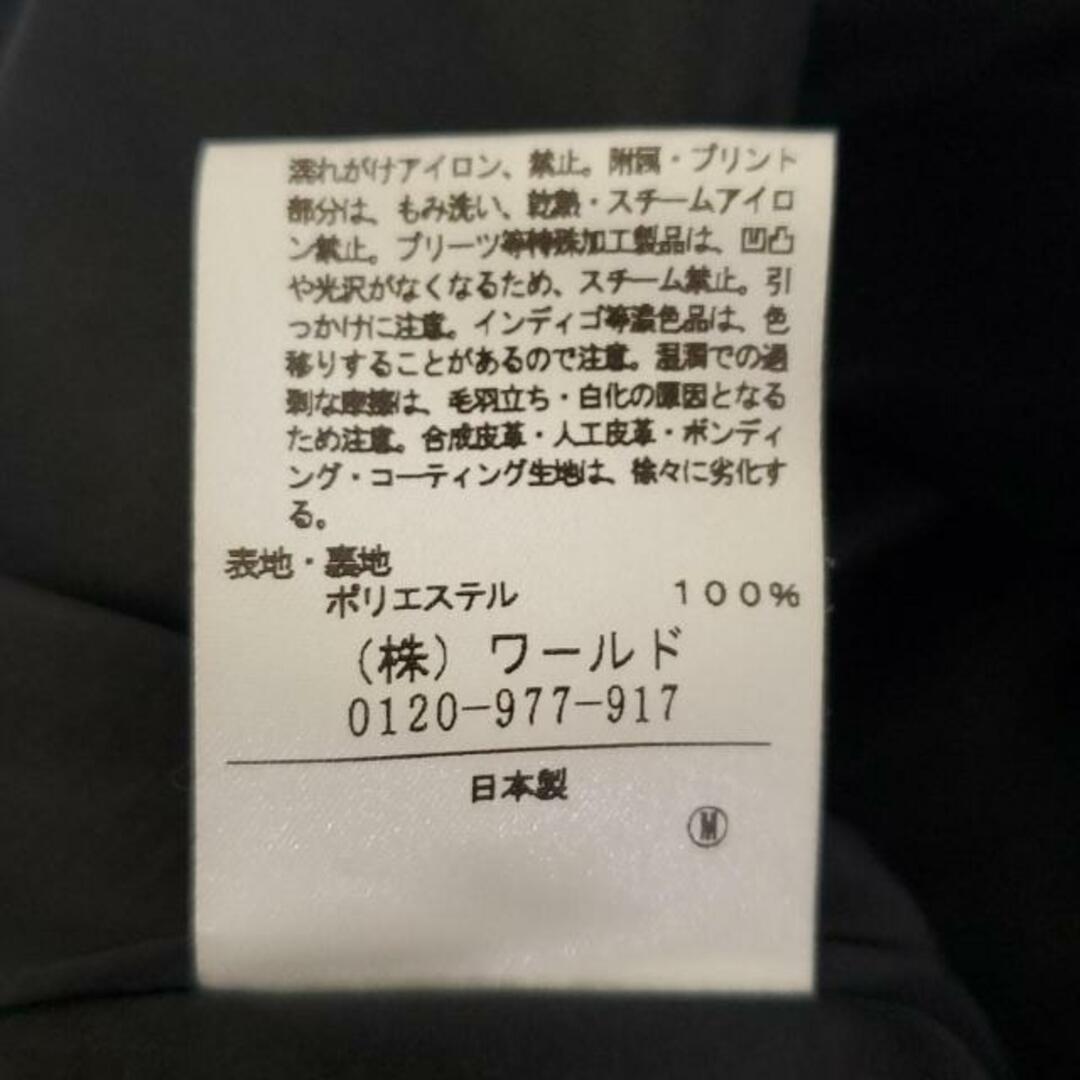 濡れがけアイロン、禁止。附属・プリント
部分は、もみ洗い、乾熱・スチームアイロ
ン禁止。プリーツ等特殊加工製品は、凹凸
や光沢がなくなるため、スチーム禁止。引
っかけに注意。インディゴ等濃色品は、色
移りすることがあるので注意。湿潤での過
剰な摩擦は、毛羽立ち・白化の原因となる
ため注意。合成皮革・人工皮革・ボンディ
ング・コーティング生地は、徐々に劣化す
る。
表地・裏地
ポリエステル １００％
（株）ワールド
0120-977-917
日本製
Ⓜ